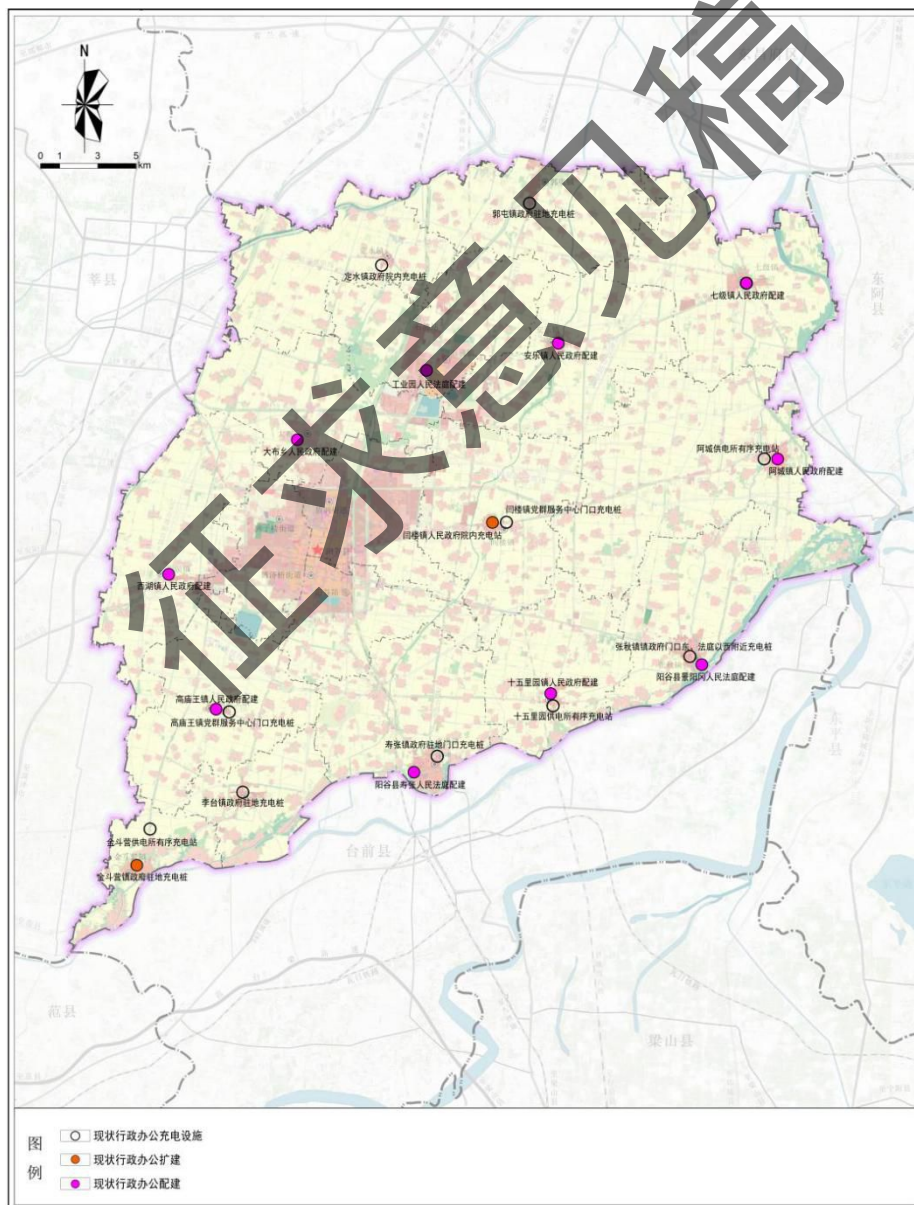 N
0 1 3 5
km
郭屯镇政府驻地充电桩
定水镇政府院内充电桩
七级镇人民政府配建
东阿县
莘县
安乐镇人民政府配建
工业园人民法庭配建
大布乡人民政府配建
阿城供电所有序充电站
阿城镇人民政府配建
闫楼镇党群服务中心门口充电桩
闫楼镇人民政府院内充电站
西湖镇人民政府配建
张秋镇镇政府门口东、法庭以西附近充电桩
阳谷县景阳冈人民法庭配建
高庙王镇人民政府配建
高庙王镇党群服务中心门口充电桩
十五里园镇人民政府配建
十五里园供电所有序充电站
寿张镇政府驻地门口充电桩
阳谷县寿张人民法庭配建
李台镇政府驻地充电桩
金斗营供电所有序充电站
金斗营镇政府驻地充电桩
台前县
东平县
范县
梁山县
征求意见稿
图例
现状行政办公充电设施
现状行政办公扩建
现状行政办公配建